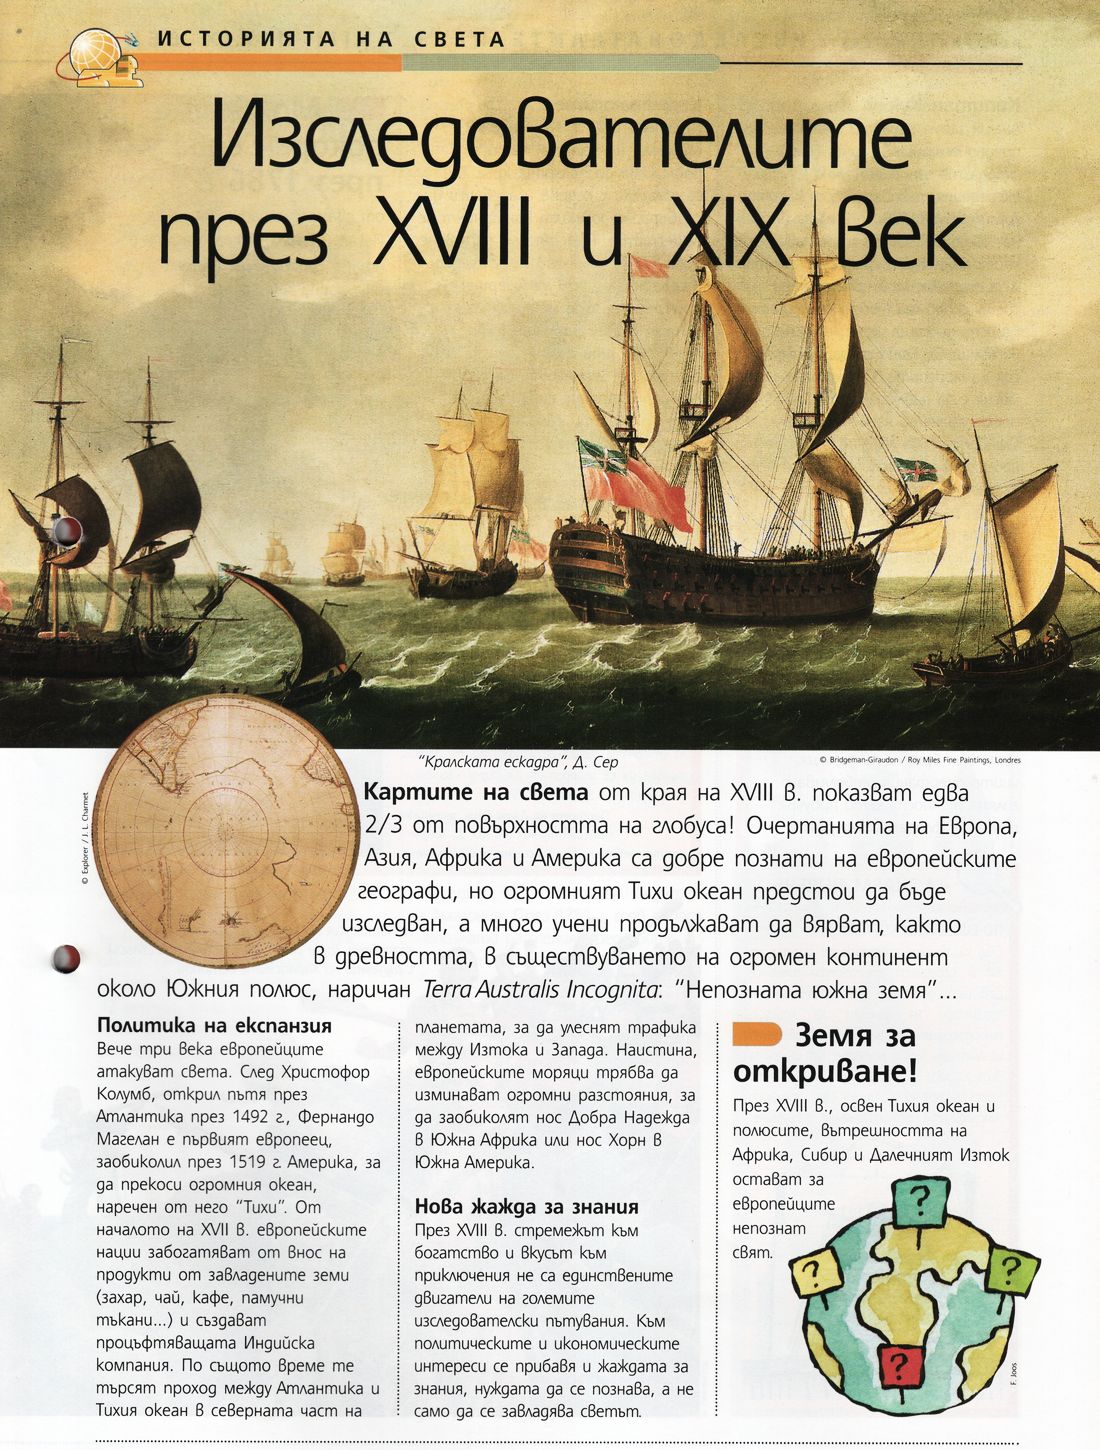 ИСТОРИЯТА НА СВЕТА
Изследователите
през XVIII и XIX век
"Кралската ескадра", Д. Сер
© Bridgeman-Giraudon / Roy Miles Fine Paintings, Londres
© Explorer / J. L. Charmet
Картите на света от края на XVIII в. показват едва
2/3 от повърхността на глобуса! Очертанията на Европа,
Азия, Африка и Америка са добре познати на европейските
географи, но огромният Тихи океан предстои да бъде
изследван, а много учени продължават да вярват, както
в древността, в съществуването на огромен континент
около Южния полюс, наричан Terra Australis Incognita: "Непозната южна земя"...
Политика на експанзия
Вече три века европейците
атакуват света. След Христофор
Колумб, открил пътя през
Атлантика през 1492 г., Фернандо
Магелан е първият европеец,
заобиколил през 1519 г. Америка, за
да прекоси огромния океан,
наречен от него "Тихи". От
началото на XVII в. европейските
нации забогатяват от внос на
продукти от завладените земи
(захар, чай, кафе, памучни
тъкани...) и създават
процъфтяващата Индийска
компания. По същото време те
търсят проход между Атлантика и
Тихия океан в северната част на
планетата, за да улеснят трафика
между Изтока и Запада. Наистина,
европейските моряци трябва да
изминават огромни разстояния, за
да заобиколят нос Добра Надежда
в Южна Африка или нос Хорн в
Южна Америка.
Нова жажда за знания
През XVIII в. стремежът към
богатство и вкусът към
приключения не са единствените
двигатели на големите
изследователски пътувания. Към
политическите и икономическите
интереси се прибавя и жаждата за
знания, нуждата да се познава, а не
само да се завладява светът.
Земя за
откриване!
През XVIII в., освен Тихия океан и
полюсите, вътрешността на
Африка, Сибир и Далечният Изток
остават за
европейците
непознат
свят.
?
?
?
?
F. Joos